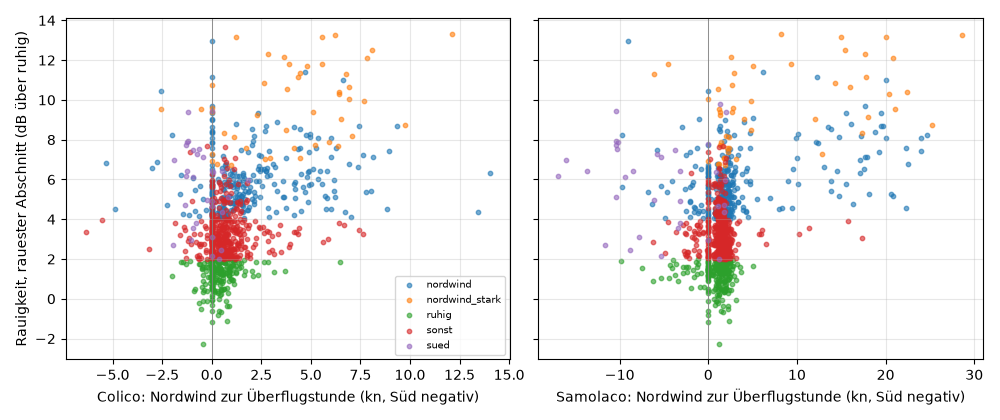 14
12
10
8
6
4
2
0
−2
Rauigkeit, rauester Abschnitt (dB über ruhig)
nordwind
nordwind_stark
ruhig
sonst
sued
−5.0 −2.5 0.0 2.5 5.0 7.5 10.0 12.5 15.0
−10 0 10 20 30
Colico: Nordwind zur Überflugstunde (kn, Süd negativ)
Samolaco: Nordwind zur Überflugstunde (kn, Süd negativ)